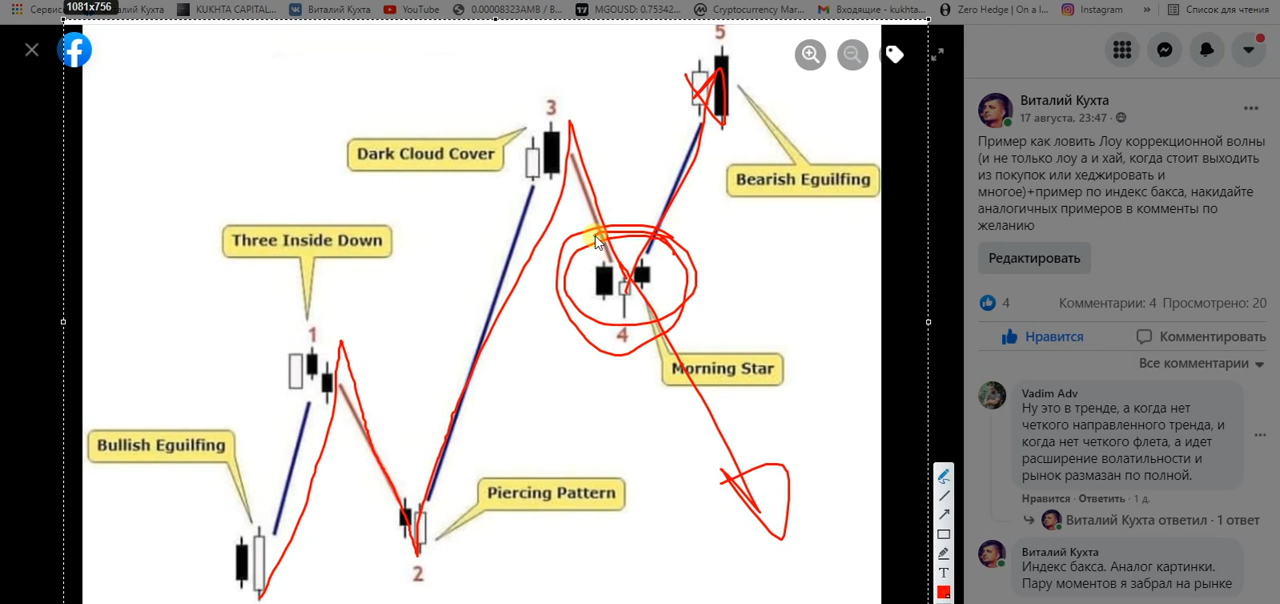 1081x756
Сервисы
KUKHTA CAPITAL...
Виталий Кухта
YouTube
0.00008323AMB / B...
MGOUSD: 0.75342...
Cryptocurrency Mar...
Входящие - kukhta...
Zero Hedge | On a l...
Instagram
»
Список для чтения
5
3
Dark Cloud Cover
Bearish Eguilfing
Three Inside Down
1
4
Morning Star
Bullish Eguilfing
Piercing Pattern
2
Виталий Кухта
17 августа, 23:47 ·
Пример как ловить Лоу коррекционной волны
(и не только лоу а и хай, когда стоит выходить
из покупок или хеджировать и
многое)+пример по индекс бакса, накидайте
аналогичных примеров в комменты по
желанию
Редактировать
4
Комментарии: 4 Просмотрено: 20
Нравится
Комментировать
Все комментарии
Vadim Adv
Ну это в тренде, а когда нет
четкого направленного тренда, и
когда нет четкого флета, а идет
расширение волатильности и
рынок размазан по полной.
Нравится · Ответить · 1 д.
Виталий Кухта ответил · 1 ответ
Виталий Кухта
Индекс бакса. Аналог картинки.
Пару моментов я забрал на рынке
T